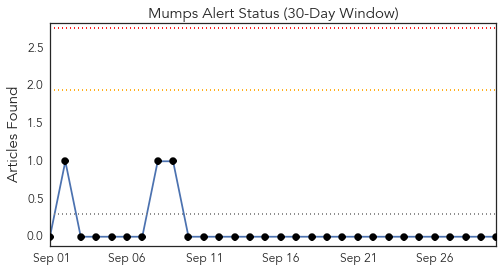 Mumps Alert Status (30-Day Window)
Articles Found
2.5
2.0
1.5
1.0
0.5
0.0
Sep 01 Sep 06 Sep 11 Sep 16 Sep 21 Sep 26